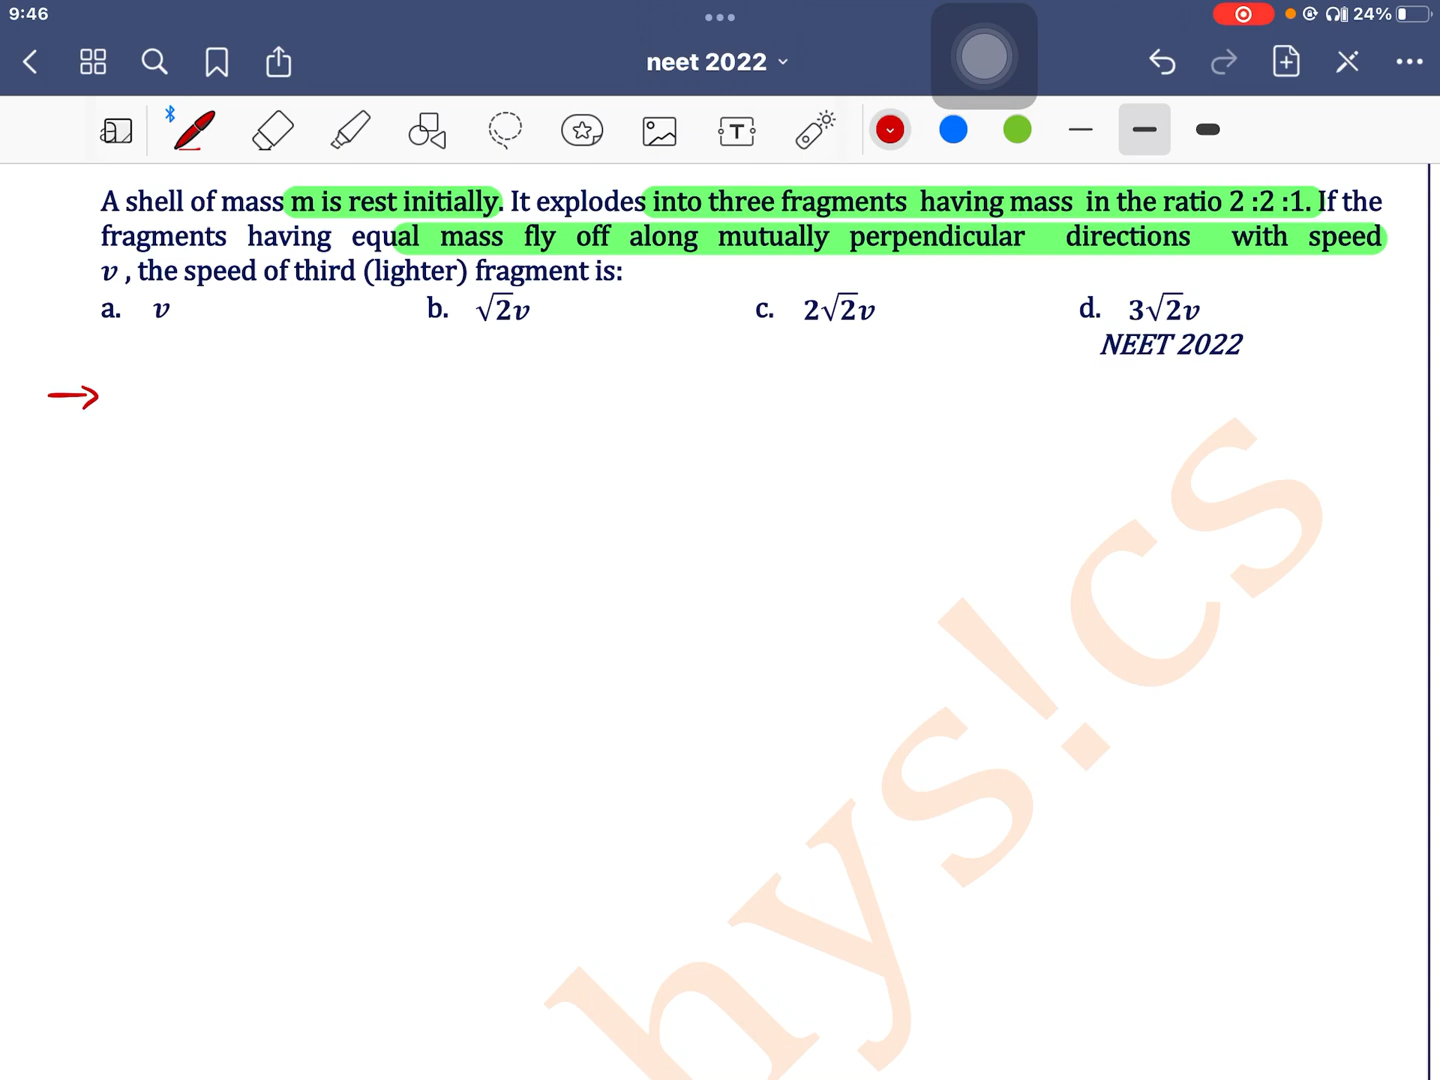 9:46
24%
neet 2022
T
A shell of mass m is rest initially. It explodes into three fragments having mass in the ratio 2 :2 :1. If the
fragments having equal mass fly off along mutually perpendicular directions with speed
v , the speed of third (lighter) fragment is:
a. v b. √2v c. 2√2v d. 3√2v
NEET 2022
hys!cs